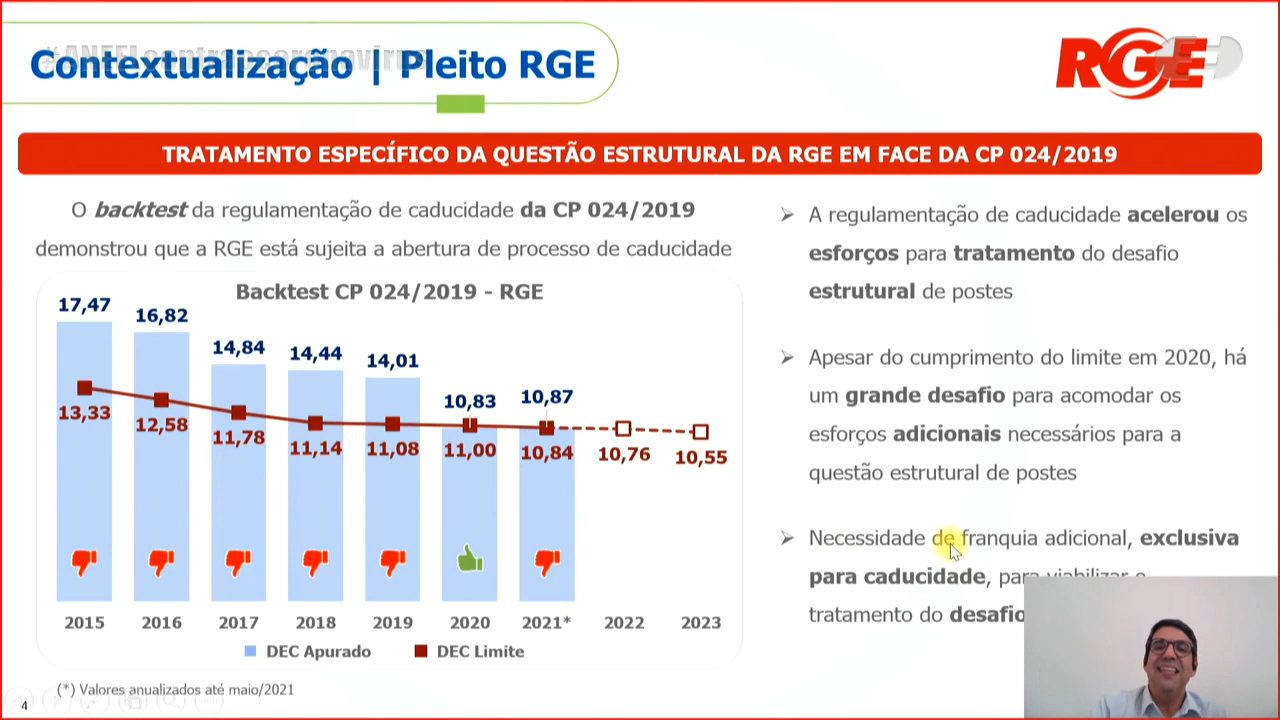 #ANEELcontraocoronavírus
Contextualização | Pleito RGE
RGE
TRATAMENTO ESPECÍFICO DA QUESTÃO ESTRUTURAL DA RGE EM FACE DA CP 024/2019
O backtest da regulamentação de caducidade da CP 024/2019
demonstrou que a RGE está sujeita a abertura de processo de caducidade
Backtest CP 024/2019 - RGE
17,47
16,82
14,84
14,44
14,01
10,83
10,87
13,33
12,58
11,78
11,14
11,08
11,00
10,84
10,76
10,55
2015
2016
2017
2018
2019
2020
2021*
2022
2023
DEC Apurado
DEC Limite
(*) Valores anualizados até maio/2021
4
A regulamentação de caducidade acelerou os
esforços para tratamento do desafio
estrutural de postes
Apesar do cumprimento do limite em 2020, há
um grande desafio para acomodar os
esforços adicionais necessários para a
questão estrutural de postes
Necessidade de franquia adicional, exclusiva
para caducidade, para viabilizar o
tratamento do desafio